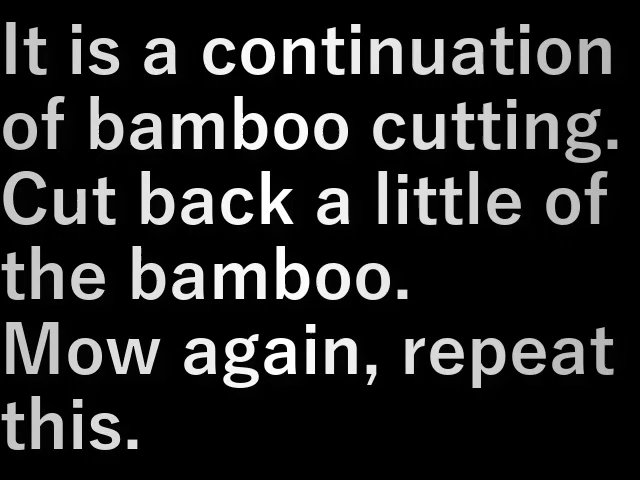 It is a continuation
of bamboo cutting.
Cut back a little of
the bamboo.
Mow again, repeat
this.